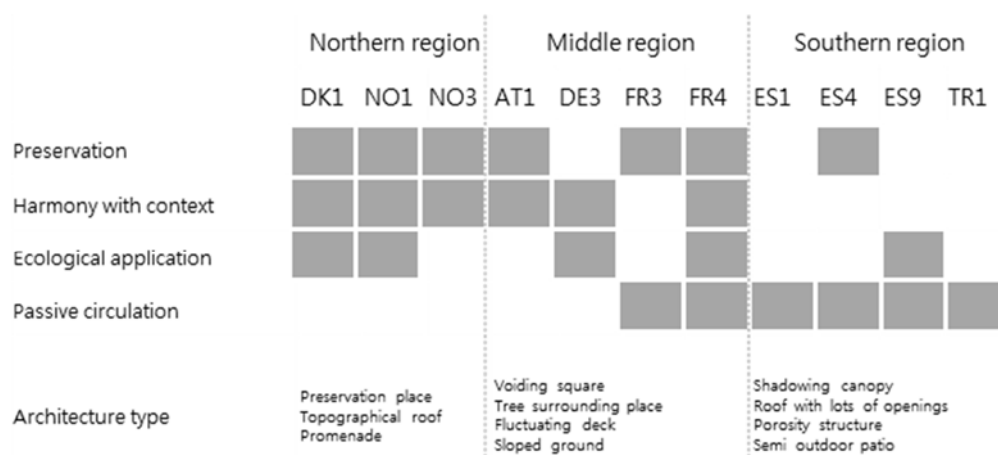 Northern region Middle region Southern region
DK1 NO1 NO3 AT1 DE3 FR3 FR4 ES1 ES4 ES9 TR1
Preservation
Harmony with context
Ecological application
Passive circulation
Architecture type
Preservation place
Topographical roof
Promenade
Voiding square
Tree surrounding place
Fluctuating deck
Sloped ground
Shadowing canopy
Roof with lots of openings
Porosity structure
Semi outdoor patio